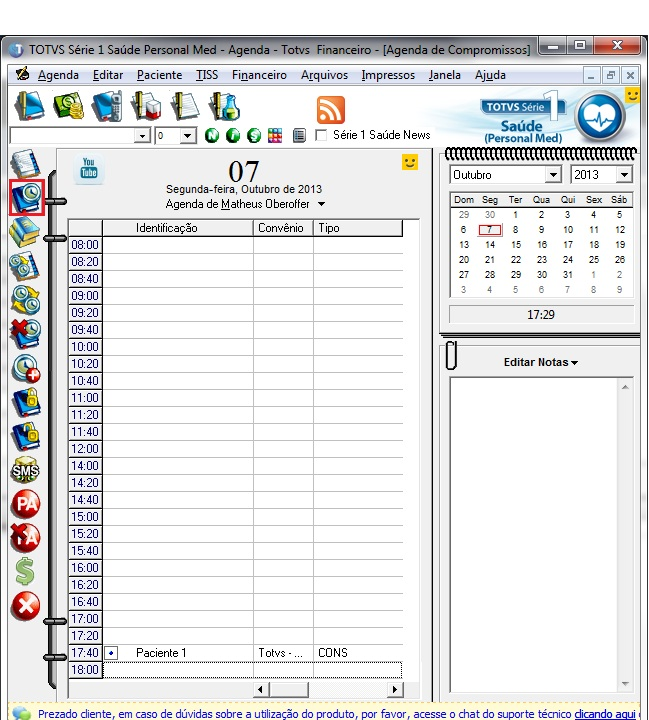 TOTVS Série 1 Saúde Personal Med - Agenda - Totvs Financeiro - [Agenda de Compromissos]
Agenda Editar Paciente TISS Financeiro Arquivos Impressos Janela Ajuda
TOTVS Série 1
Saúde
(Personal Med)
0
Série 1 Saúde News
You
Tube
07
Segunda-feira, Outubro de 2013
Agenda de Matheus Oberoffer
Identificação Convênio Tipo
08:00
08:20
08:40
09:00
09:20
09:40
10:00
10:20
10:40
11:00
11:20
11:40
12:00
14:00
14:20
14:40
15:00
15:20
15:40
16:00
16:20
16:40
17:00
17:20
17:40 Paciente 1 Totvs - ... CONS
18:00
SMS
PA
Outubro 2013
Dom Seg Ter Qua Qui Sex Sáb
29 30 1 2 3 4 5
6 7 8 9 10 11 12
13 14 15 16 17 18 19
20 21 22 23 24 25 26
27 28 29 30 31 1 2
3 4 5 6 7 8 9
17:29
Editar Notas
Prezado cliente, em caso de dúvidas sobre a utilização do produto, por favor, acesse o chat do suporte técnico clicando aqui